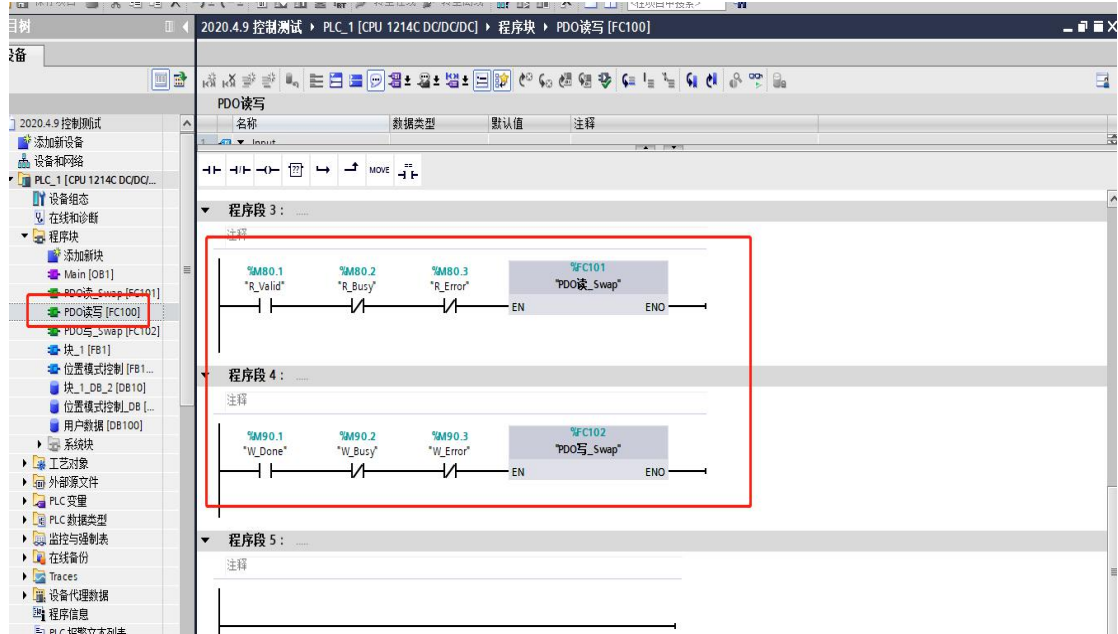 2020.4.9 控制测试 ▸ PLC_1 [CPU 1214C DC/DC/DC] ▸ 程序块 ▸ PDO读写 [FC100]
PDO读写
名称 数据类型 默认值 注释
1 Input
2020.4.9 控制测试
添加新设备
设备和网络
PLC_1 [CPU 1214C DC/DC/...
设备组态
在线和诊断
程序块
添加新块
Main [OB1]
PDO读_Swap [FC101]
PDO读写 [FC100]
PDO写_Swap [FC102]
块_1 [FB1]
位置模式控制 [FB1...
块_1_DB_2 [DB10]
位置模式控制_DB [...
用户数据 [DB100]
系统块
工艺对象
外部源文件
PLC 变量
PLC 数据类型
监控与强制表
在线备份
Traces
设备代理数据
程序信息
PLC 报警文本列表
MOVE
程序段 3： .....
注释
%M80.1 %M80.2 %M80.3 %FC101
"R_Valid" "R_Busy" "R_Error" "PDO读_Swap"
EN ENO
程序段 4： .....
注释
%M90.1 %M90.2 %M90.3 %FC102
"W_Done" "W_Busy" "W_Error" "PDO写_Swap"
EN ENO
程序段 5： .....
注释